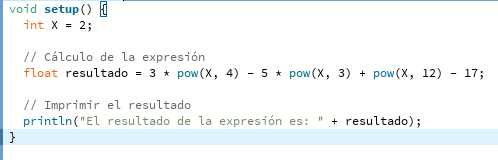 void setup() {
  int X = 2;

  // Cálculo de la expresión
  float resultado = 3 * pow(X, 4) - 5 * pow(X, 3) + pow(X, 12) - 17;

  // Imprimir el resultado
  println("El resultado de la expresión es: " + resultado);
}